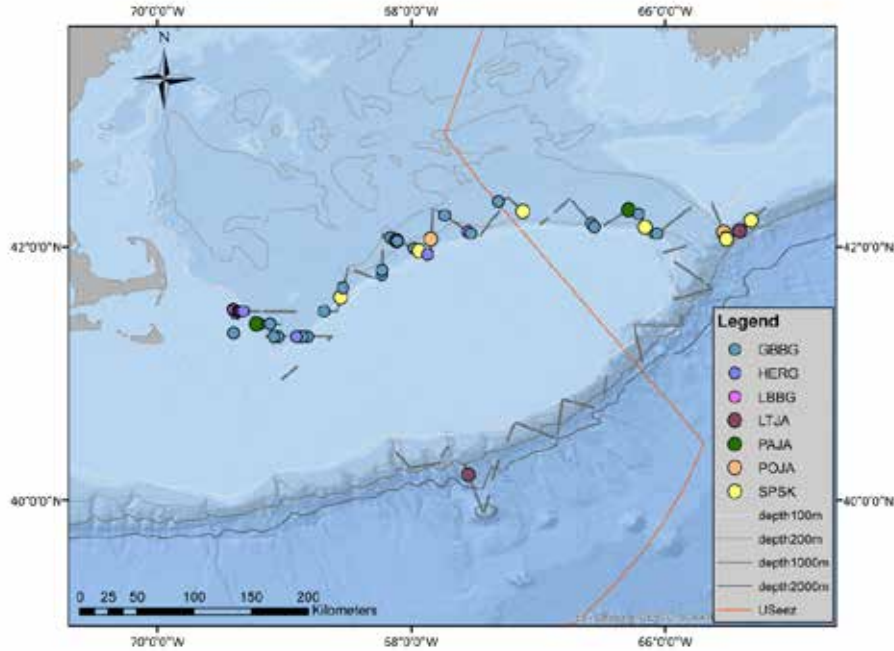 70°0'0"W 68°0'0"W 66°0'0"W
N
42°0'0"N 42°0'0"N
Legend
GBBG
HERG
LBBG
LTJA
PAJA
POJA
SPSK
depth100m
depth200m
depth1000m
depth2000m
USeez
40°0'0"N 40°0'0"N
0 25 50 100 150 200
Kilometers
70°0'0"W 68°0'0"W 66°0'0"W